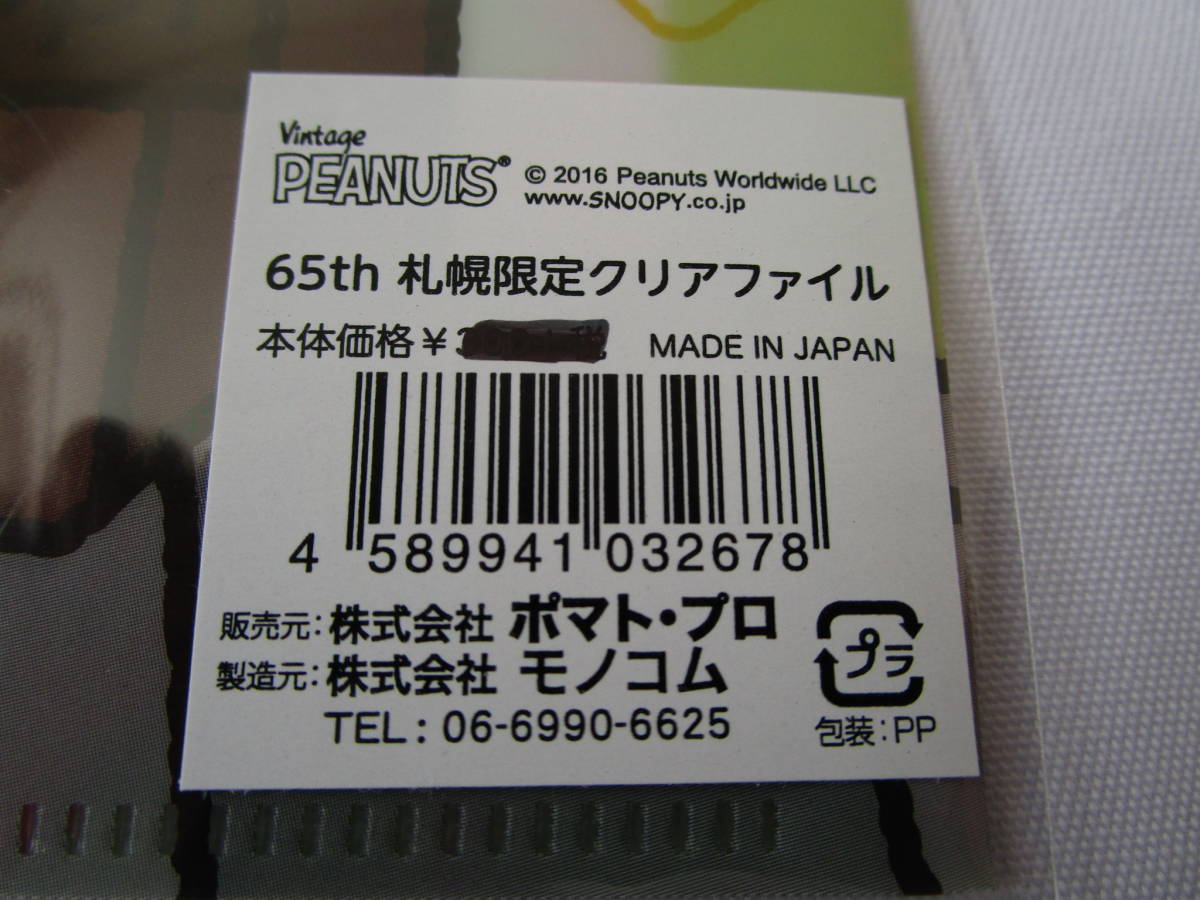 Vintage
PEANUTS®
© 2016 Peanuts Worldwide LLC
www.SNOOPY.co.jp
65th 札幌限定クリアファイル
本体価格¥
MADE IN JAPAN
4 589941 032678
販売元:株式会社 ポマト・プロ
製造元:株式会社 モノコム
TEL:06-6990-6625
プラ
包装:PP